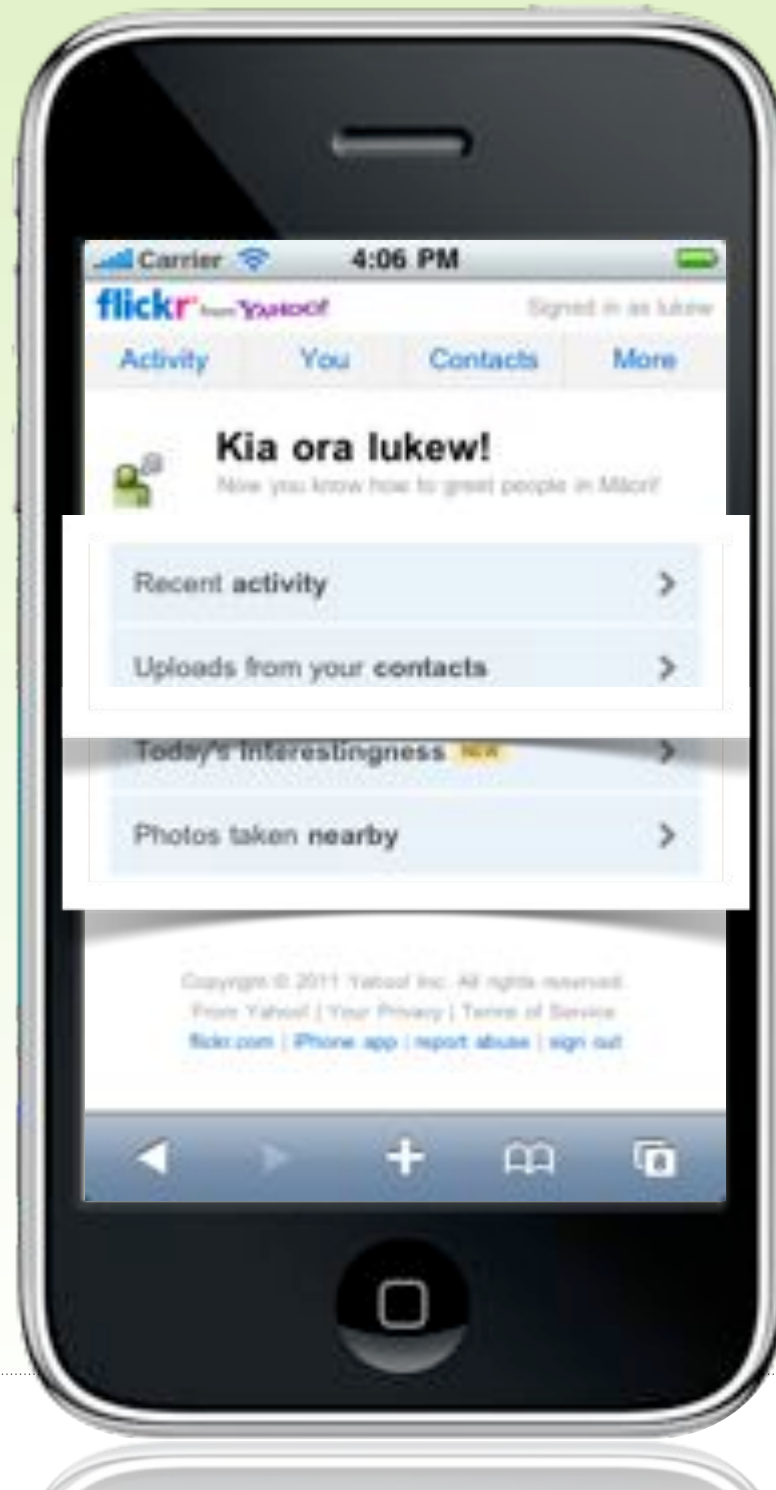 Carrier 4:06 PM
flickr from YAHOO!
Signed in as lukew
Activity You Contacts More
Kia ora lukew!
Now you know how to greet people in Māori!
Recent activity
Uploads from your contacts
Today's Interestingness NEW
Photos taken nearby
Copyright © 2011 Yahoo! Inc. All rights reserved.
From Yahoo! | Your Privacy | Terms of Service
flickr.com | iPhone app | report abuse | sign out
8